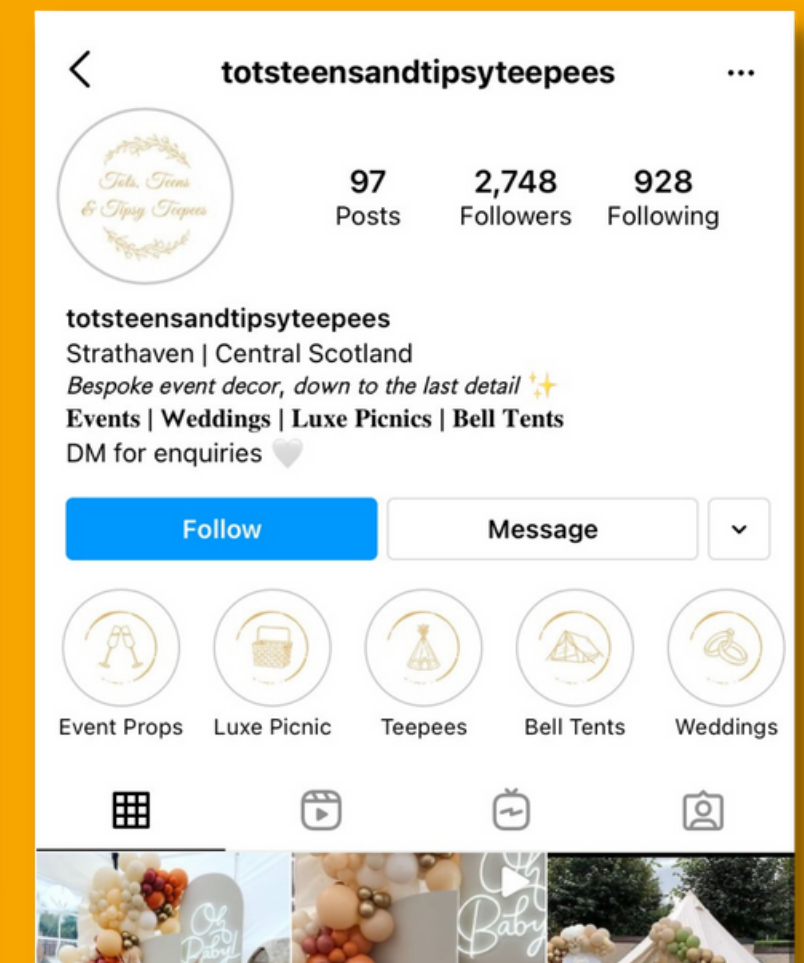 totsteensandtipsyteepees
Tots, Teens
& Tipsy Teepees
97 2,748 928
Posts Followers Following
totsteensandtipsyteepees
Strathaven | Central Scotland
Bespoke event decor, down to the last detail ✨
Events | Weddings | Luxe Picnics | Bell Tents
DM for enquiries 🤍
Follow Message
Event Props Luxe Picnic Teepees Bell Tents Weddings
Oh Oh
Baby! Baby